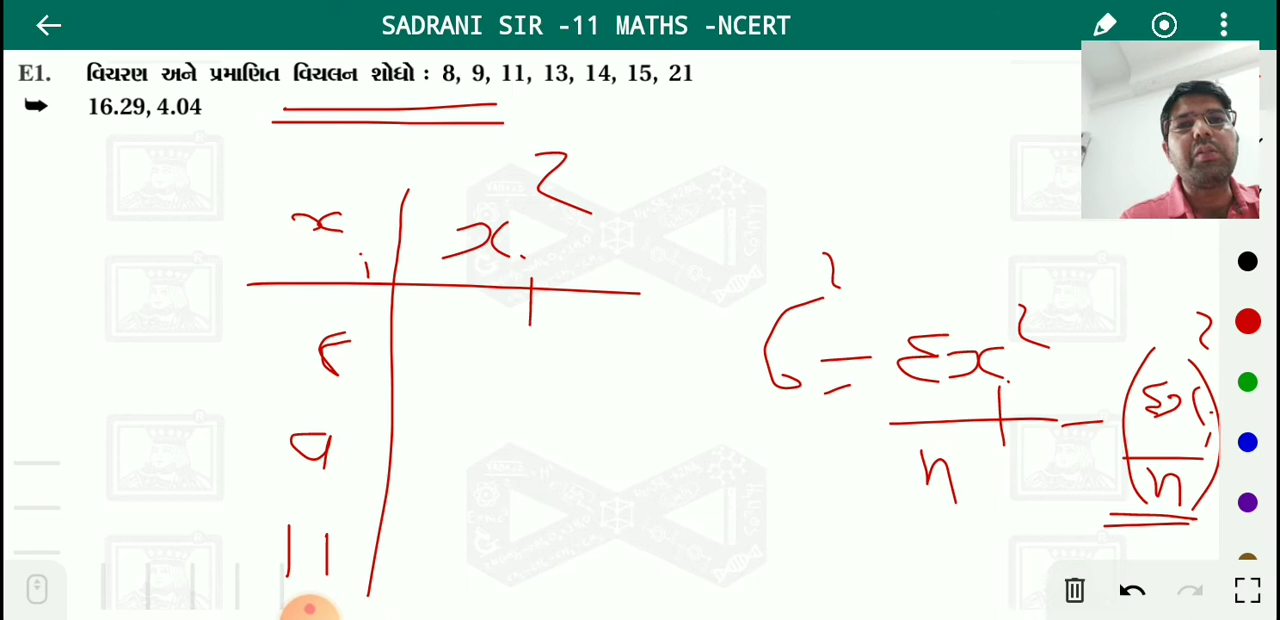 SADRANI SIR -11 MATHS -NCERT
E1. વિચરણ અને પ્રમાણિત વિચલન શોધો : 8, 9, 11, 13, 14, 15, 21
➥ 16.29, 4.04
xᵢ xᵢ²
8
9
11
σ² = Σxᵢ²/n − (Σxᵢ/n)²